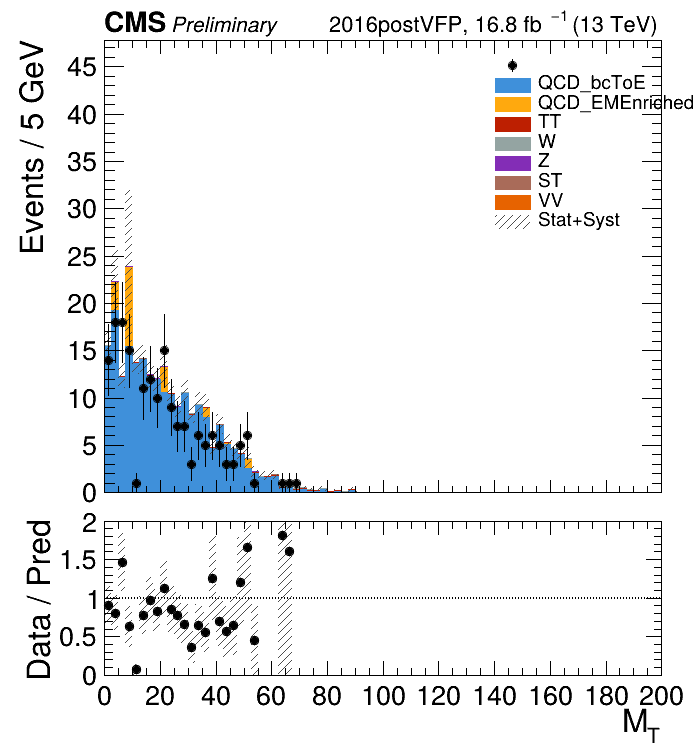 CMS Preliminary 2016postVFP, 16.8 fb⁻¹ (13 TeV)
Events / 5 GeV
45
40
35
30
25
20
15
10
5
0
QCD_bcToE
QCD_EMEnriched
TT
W
Z
ST
VV
Stat+Syst
Data / Pred
2
1.5
1
0.5
0
0 20 40 60 80 100 120 140 160 180 200
M_T